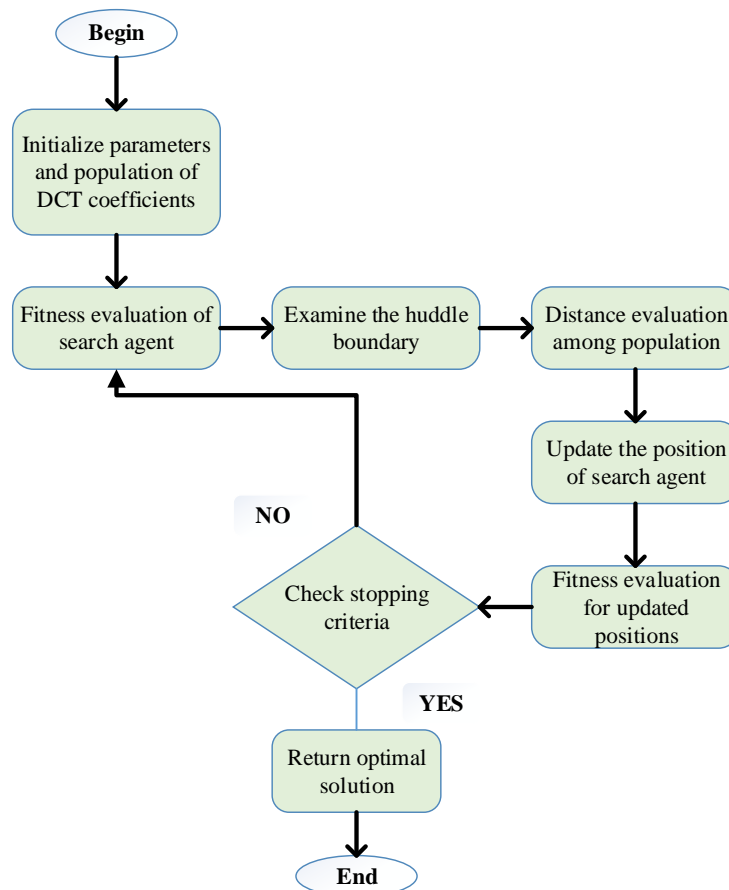 Begin
Initialize parameters
and population of
DCT coefficients
Fitness evaluation of
search agent
Examine the huddle
boundary
Distance evaluation
among population
Update the position
of search agent
NO
Check stopping
criteria
Fitness evaluation
for updated
positions
YES
Return optimal
solution
End